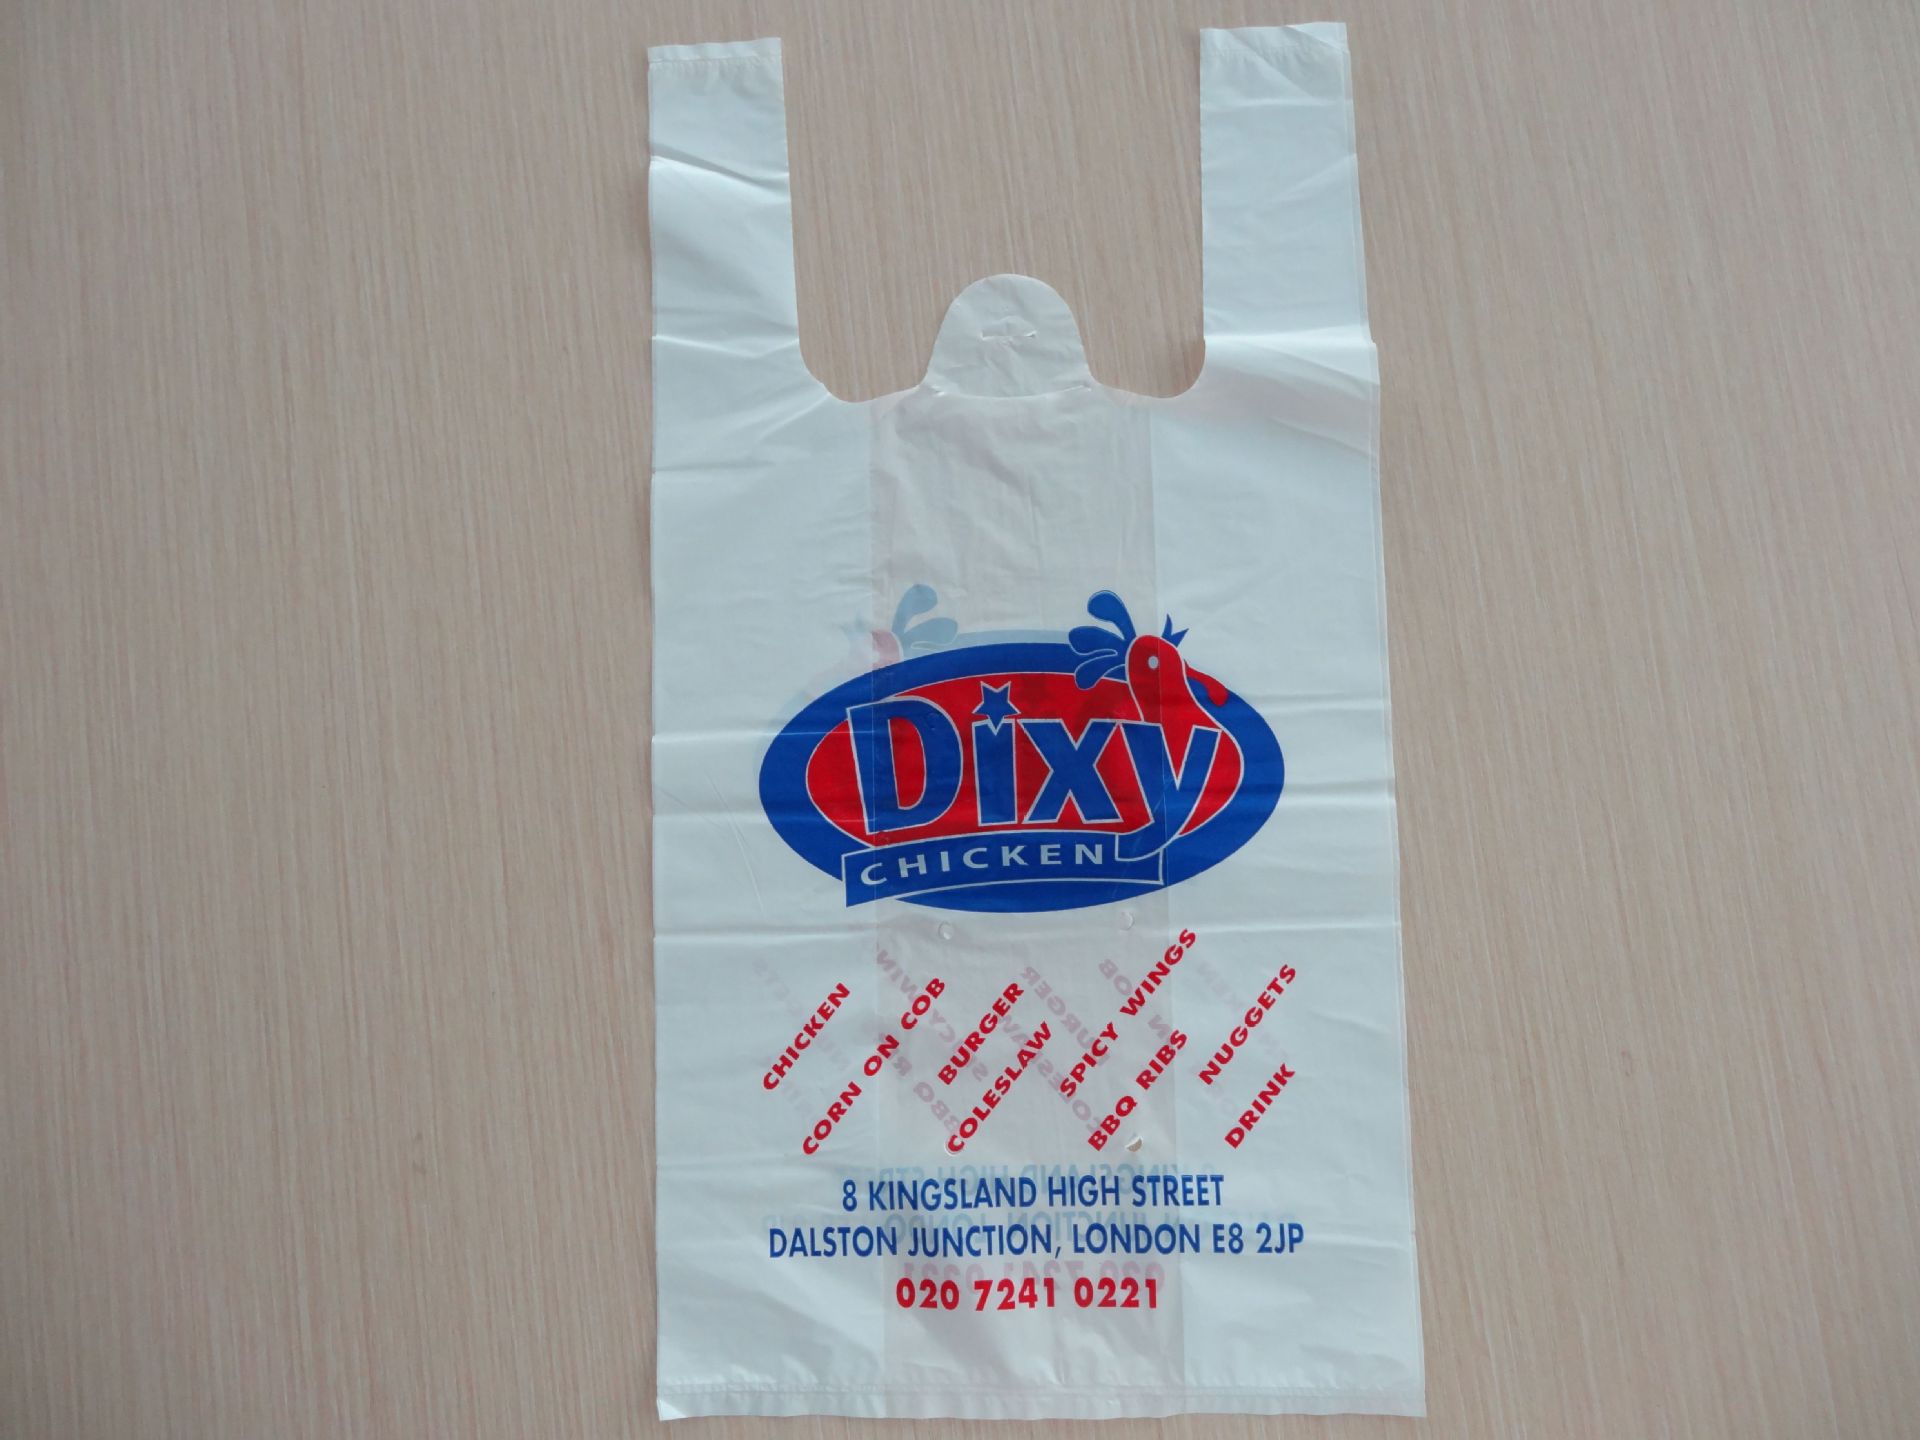 Dixy
CHICKEN
CHICKEN
CORN ON COB
BURGER
COLESLAW
SPICY WINGS
BBQ RIBS
NUGGETS
DRINK
8 KINGSLAND HIGH STREET
DALSTON JUNCTION, LONDON E8 2JP
020 7241 0221